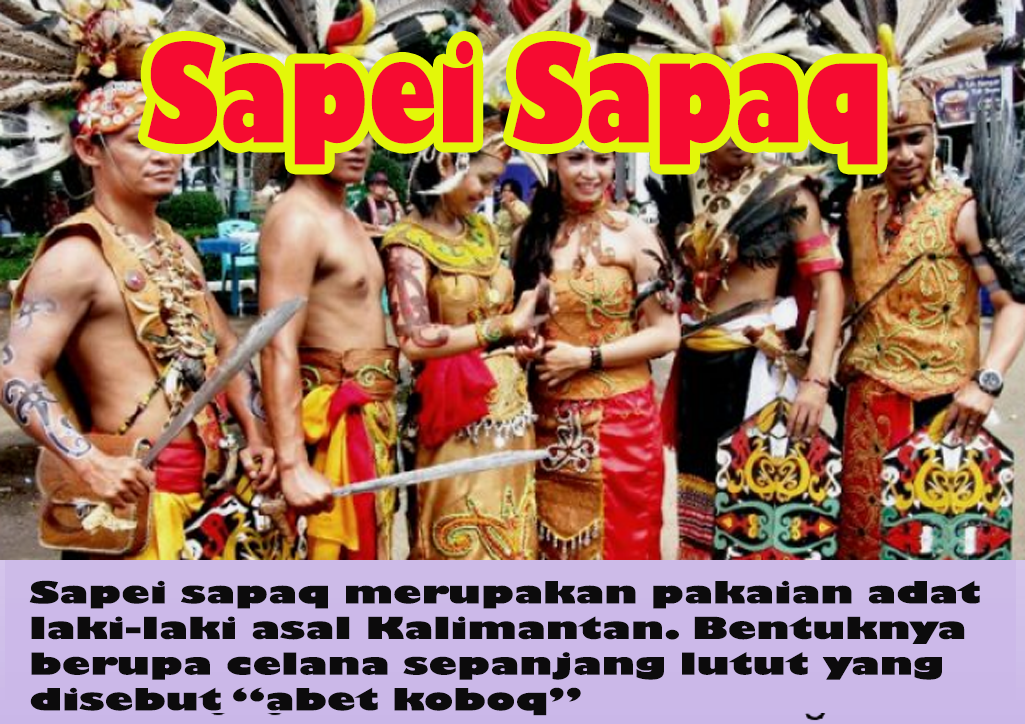 Sapei Sapaq
Sapei sapaq merupakan pakaian adat
laki-laki asal Kalimantan. Bentuknya
berupa celana sepanjang lutut yang
disebut “abet koboq”